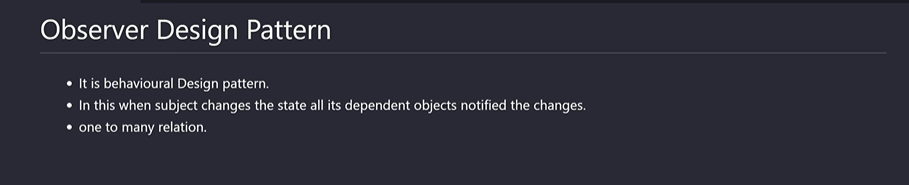 Observer Design Pattern
• It is behavioural Design pattern.
• In this when subject changes the state all its dependent objects notified the changes.
• one to many relation.